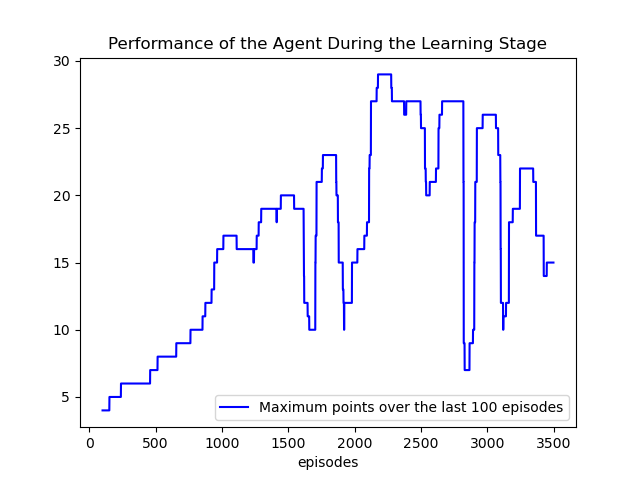 Performance of the Agent During the Learning Stage
30
25
20
15
10
5
Maximum points over the last 100 episodes
0 500 1000 1500 2000 2500 3000 3500
episodes